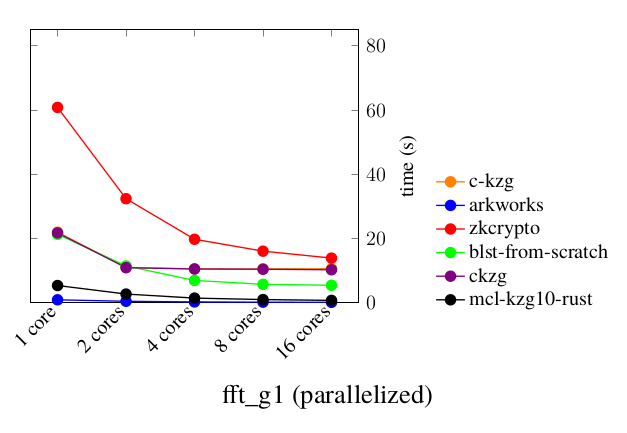 80
60
40
20
0
time (s)
1 core
2 cores
4 cores
8 cores
16 cores
fft_g1 (parallelized)
c-kzg
arkworks
zkcrypto
blst-from-scratch
ckzg
mcl-kzg10-rust